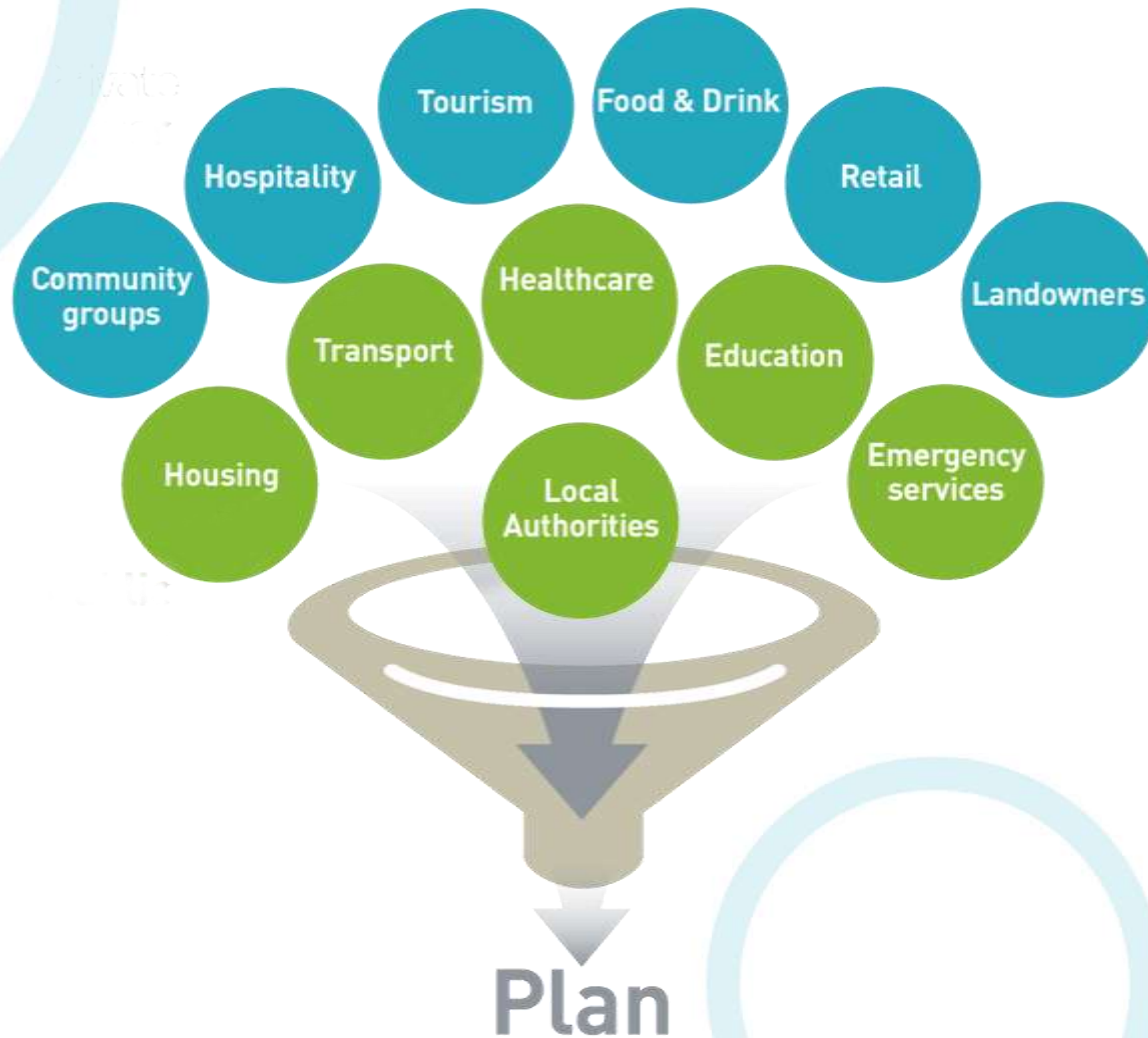 Tourism
Food & Drink
Hospitality
Retail
Community
groups
Healthcare
Landowners
Transport
Education
Housing
Emergency
services
Local
Authorities
Plan